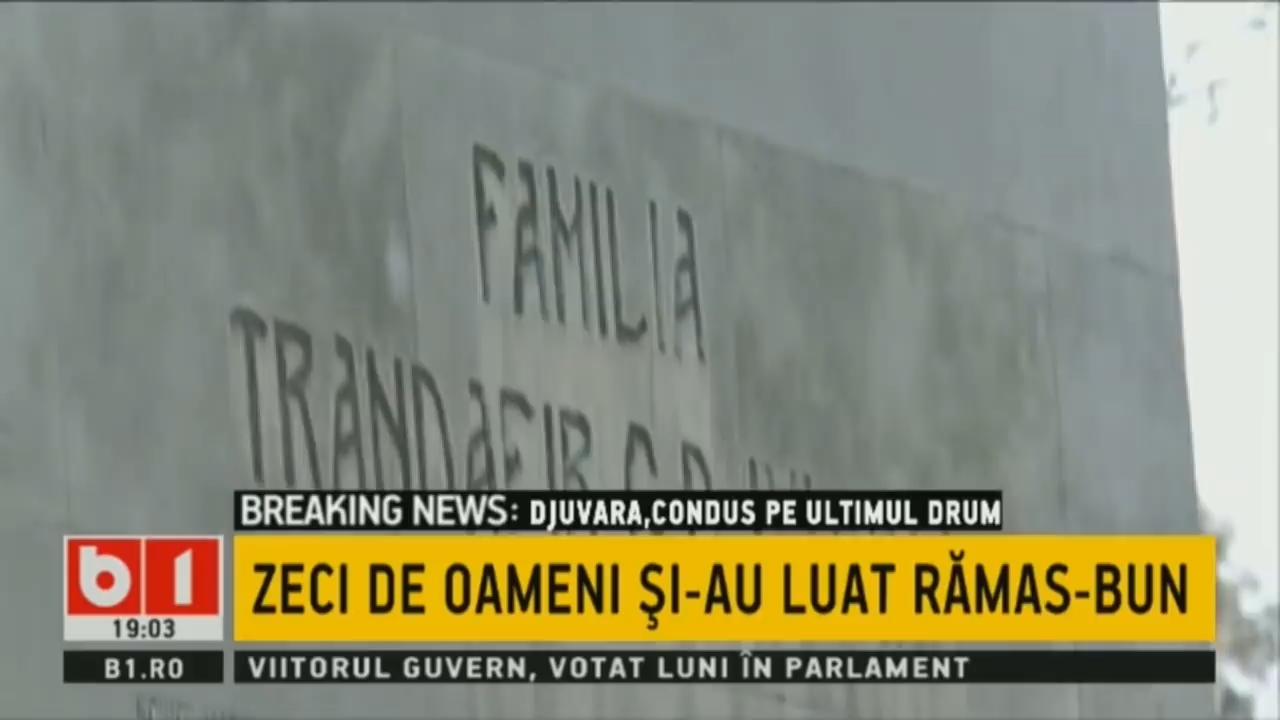 FAMILIA
TRANDAFIR
BREAKING NEWS: DJUVARA,CONDUS PE ULTIMUL DRUM
b1
ZECI DE OAMENI ŞI-AU LUAT RĂMAS-BUN
19:03
B1.RO
VIITORUL GUVERN, VOTAT LUNI ÎN PARLAMENT